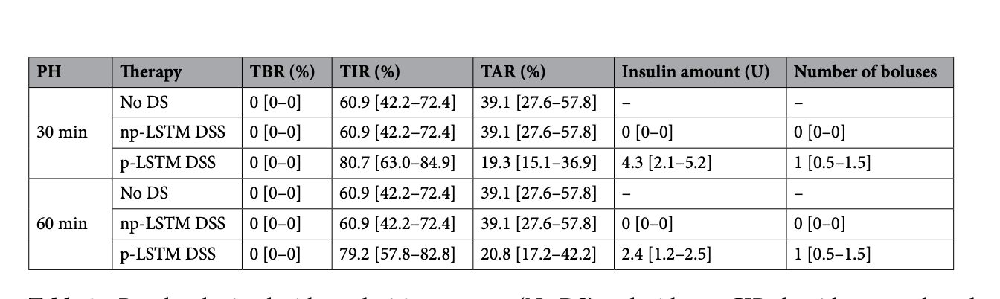 PH Therapy TBR (%) TIR (%) TAR (%) Insulin amount (U) Number of boluses
No DS 0 [0–0] 60.9 [42.2–72.4] 39.1 [27.6–57.8] – –
30 min np-LSTM DSS 0 [0–0] 60.9 [42.2–72.4] 39.1 [27.6–57.8] 0 [0–0] 0 [0–0]
p-LSTM DSS 0 [0–0] 80.7 [63.0–84.9] 19.3 [15.1–36.9] 4.3 [2.1–5.2] 1 [0.5–1.5]
No DS 0 [0–0] 60.9 [42.2–72.4] 39.1 [27.6–57.8] – –
60 min np-LSTM DSS 0 [0–0] 60.9 [42.2–72.4] 39.1 [27.6–57.8] 0 [0–0] 0 [0–0]
p-LSTM DSS 0 [0–0] 79.2 [57.8–82.8] 20.8 [17.2–42.2] 2.4 [1.2–2.5] 1 [0.5–1.5]